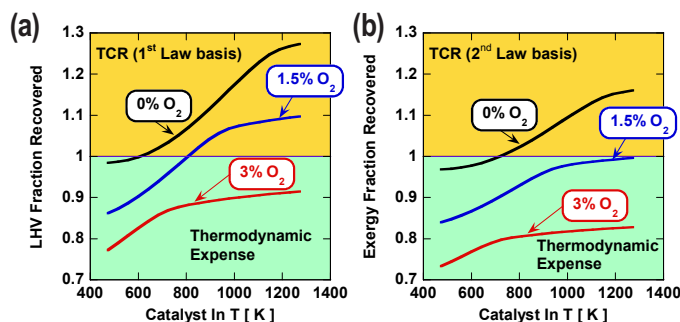 (a)
TCR (1st Law basis)
0% O2
1.5% O2
3% O2
Thermodynamic
Expense
LHV Fraction Recovered
1.3
1.2
1.1
1
0.9
0.8
0.7
400 600 800 1000 1200 1400
Catalyst In T [ K ]
(b)
TCR (2nd Law basis)
0% O2
1.5% O2
3% O2
Thermodynamic
Expense
Exergy Fraction Recovered
1.3
1.2
1.1
1
0.9
0.8
0.7
400 600 800 1000 1200 1400
Catalyst In T [ K ]